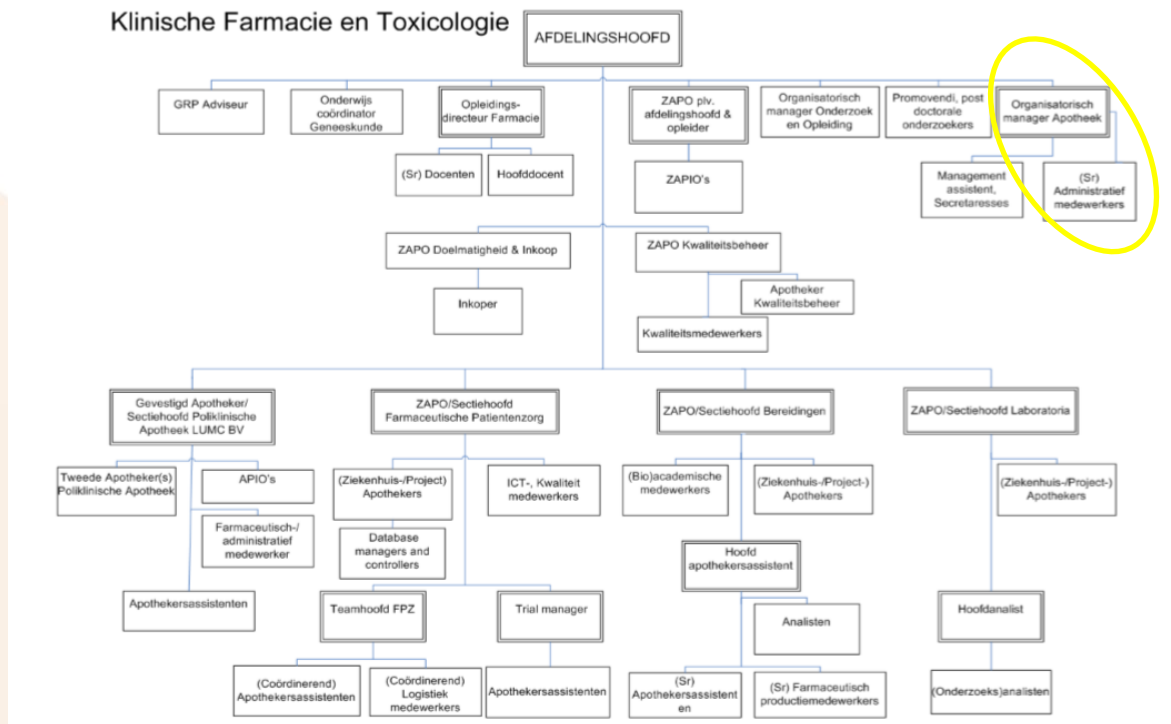 Klinische Farmacie en Toxicologie
AFDELINGSHOOFD
GRP Adviseur
Onderwijs
coördinator
Geneeskunde
Opleidings-
directeur Farmacie
ZAPO plv.
afdelingshoofd &
opleider
Organisatorisch
manager Onderzoek
en Opleiding
Promovendi, post
doctorale
onderzoekers
Organisatorisch
manager Apotheek
(Sr) Docenten
Hoofddocent
ZAPIO's
Management
assistent,
Secretaresses
(Sr)
Administratief
medewerkers
ZAPO Doelmatigheid & Inkoop
ZAPO Kwaliteitsbeheer
Inkoper
Apotheker
Kwaliteitsbeheer
Kwaliteitsmedewerkers
Gevestigd Apotheker/
Sectiehoofd Poliklinische
Apotheek LUMC BV
ZAPO/Sectiehoofd
Farmaceutische Patientenzorg
ZAPO/Sectiehoofd Bereidingen
ZAPO/Sectiehoofd Laboratoria
Tweede Apotheker(s)
Poliklinische Apotheek
APIO's
(Ziekenhuis-/Project)
Apothekers
ICT-, Kwaliteit
medewerkers
(Bio)academische
medewerkers
(Ziekenhuis-/Project-)
Apothekers
(Ziekenhuis-/Project-)
Apothekers
Farmaceutisch-/
administratief
medewerker
Database
managers and
controllers
Hoofd
apothekersassistent
Apothekersassistenten
Teamhoofd FPZ
Trial manager
Analisten
Hoofdanalist
(Coördinerend)
Apothekersassistenten
(Coördinerend)
Logistiek
medewerkers
Apothekersassistenten
(Sr)
Apothekersassistent
en
(Sr) Farmaceutisch
productiemedewerkers
(Onderzoeks)analisten